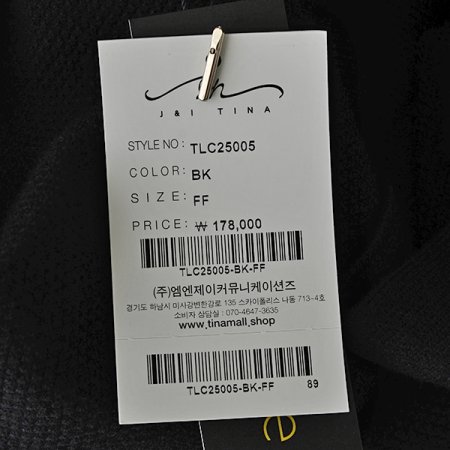 J&I TINA
STYLE NO : TLC25005
COLOR: BK
SIZE: FF
PRICE: ₩ 178,000
TLC25005-BK-FF
(주)엠엔제이커뮤니케이션즈
경기도 하남시 미사강변한강로 135 스카이폴리스 나동 713-4호
소비자 상담실 : 070-4647-3635
www.tinamall.shop
TLC25005-BK-FF 89